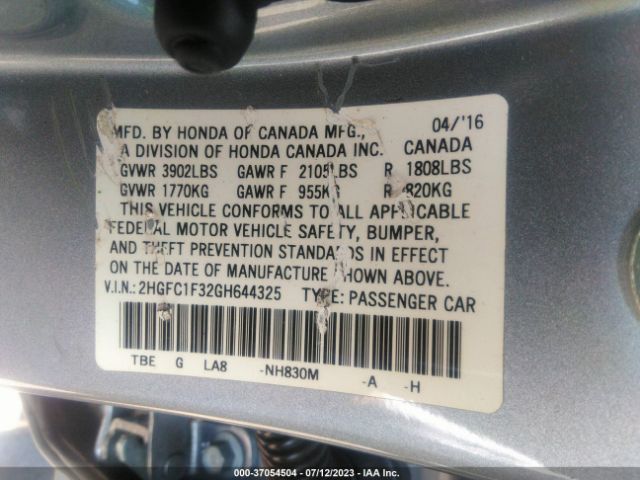 MFD. BY HONDA OF CANADA MFG., 04/'16
A DIVISION OF HONDA CANADA INC. CANADA
GVWR 3902LBS GAWR F 2105LBS R 1808LBS
GVWR 1770KG GAWR F 955KG R 820KG
THIS VEHICLE CONFORMS TO ALL APPLICABLE
FEDERAL MOTOR VEHICLE SAFETY, BUMPER,
AND THEFT PREVENTION STANDARDS IN EFFECT
ON THE DATE OF MANUFACTURE SHOWN ABOVE.
V.I.N.: 2HGFC1F32GH644325 TYPE: PASSENGER CAR
TBE G LA8 -NH830M -A -H
000-37054504 - 07/12/2023 - IAA Inc.